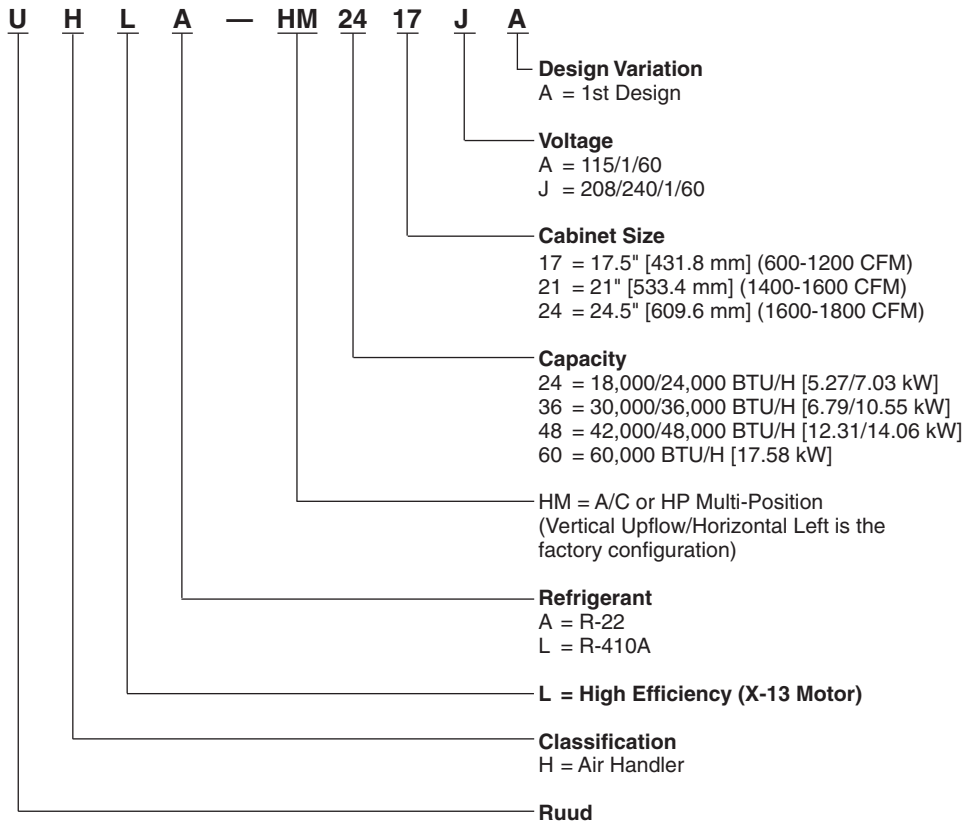 U H L A — HM 24 17 J A
Design Variation
A = 1st Design
Voltage
A = 115/1/60
J = 208/240/1/60
Cabinet Size
17 = 17.5" [431.8 mm] (600-1200 CFM)
21 = 21" [533.4 mm] (1400-1600 CFM)
24 = 24.5" [609.6 mm] (1600-1800 CFM)
Capacity
24 = 18,000/24,000 BTU/H [5.27/7.03 kW]
36 = 30,000/36,000 BTU/H [6.79/10.55 kW]
48 = 42,000/48,000 BTU/H [12.31/14.06 kW]
60 = 60,000 BTU/H [17.58 kW]
HM = A/C or HP Multi-Position
(Vertical Upflow/Horizontal Left is the
factory configuration)
Refrigerant
A = R-22
L = R-410A
L = High Efficiency (X-13 Motor)
Classification
H = Air Handler
Ruud